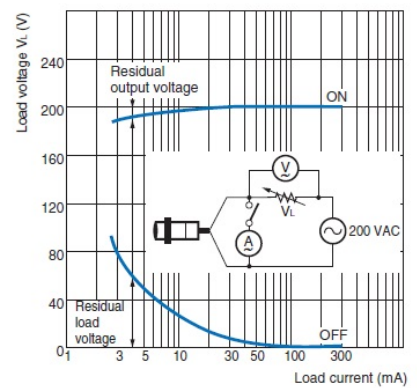 Load voltage VL (V)
240
200
160
120
80
40
0
Residual
output voltage
ON
V
VL
A
200 VAC
Residual
load
voltage
OFF
1
3
5
10
30
50
100
300
Load current (mA)